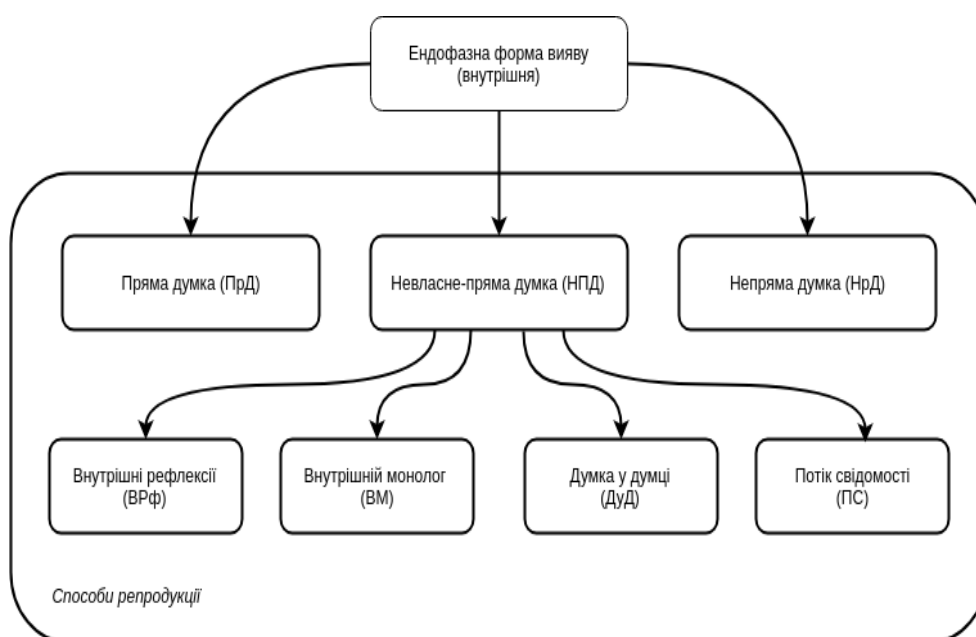 Ендофазна форма вияву
(внутрішня)
Пряма думка (ПрД)
Невласне-пряма думка (НПД)
Непряма думка (НрД)
Внутрішні рефлексії
(ВРф)
Внутрішній монолог
(ВМ)
Думка у думці
(ДуД)
Потік свідомості
(ПС)
Способи репродукції